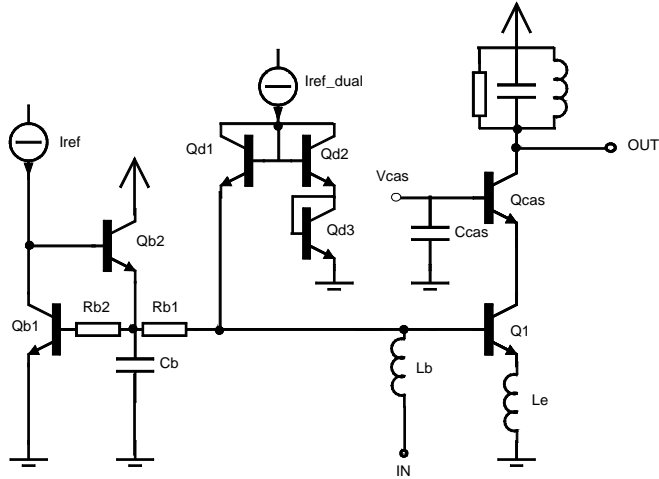 Iref_dual
Iref
Qd1
Qd2
OUT
Vcas
Qcas
Qb2
Ccas
Qd3
Rb2
Rb1
Qb1
Q1
Cb
Lb
Le
IN